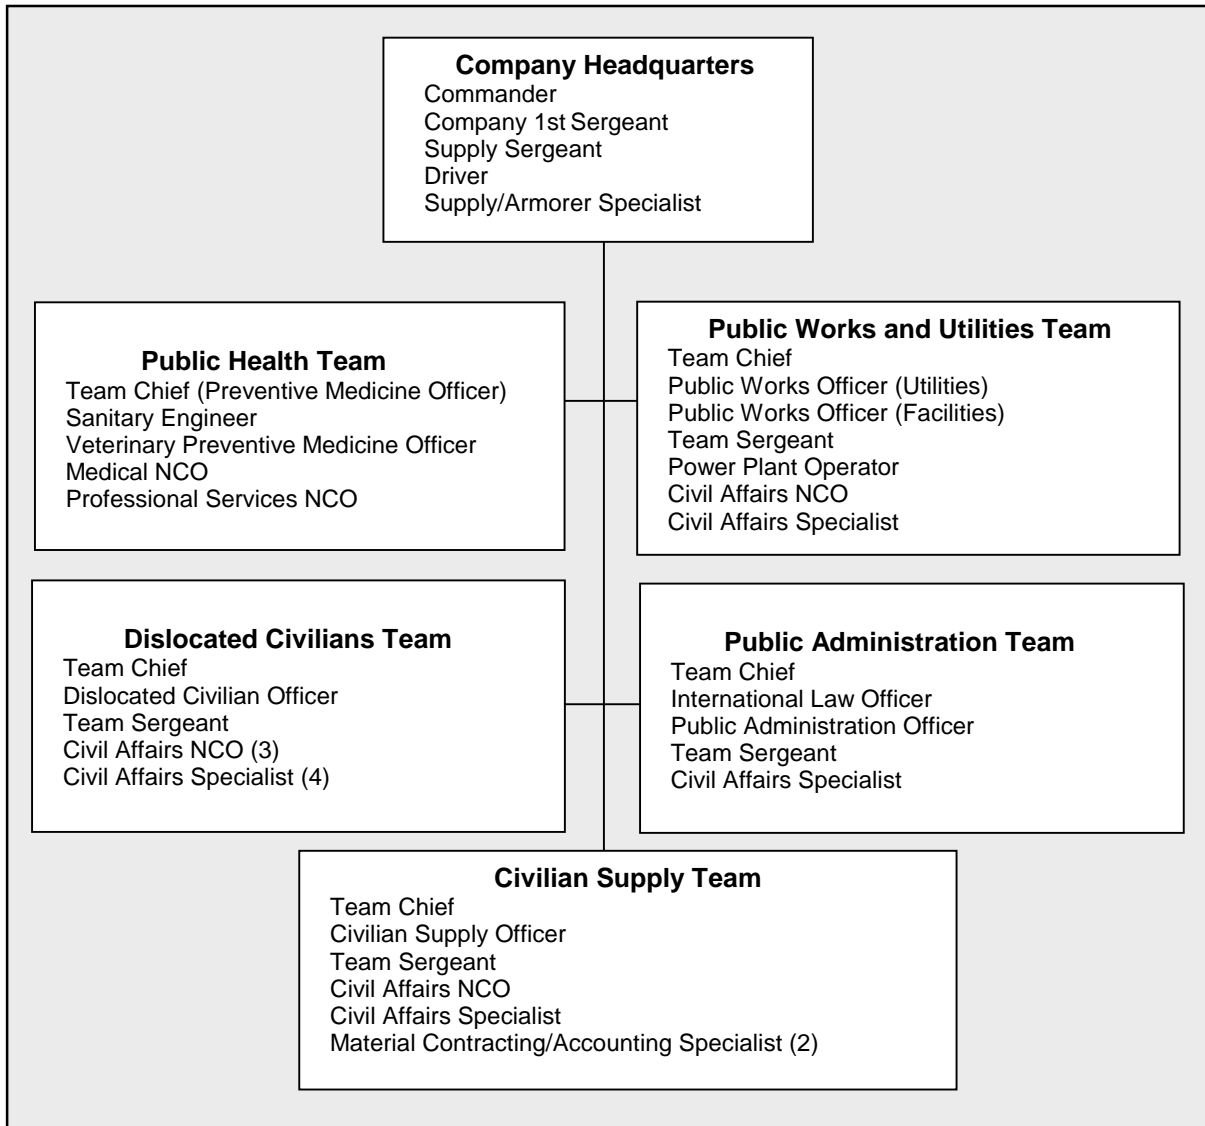 Company Headquarters
Commander
Company 1st Sergeant
Supply Sergeant
Driver
Supply/Armorer Specialist
Public Health Team
Team Chief (Preventive Medicine Officer)
Sanitary Engineer
Veterinary Preventive Medicine Officer
Medical NCO
Professional Services NCO
Public Works and Utilities Team
Team Chief
Public Works Officer (Utilities)
Public Works Officer (Facilities)
Team Sergeant
Power Plant Operator
Civil Affairs NCO
Civil Affairs Specialist
Dislocated Civilians Team
Team Chief
Dislocated Civilian Officer
Team Sergeant
Civil Affairs NCO (3)
Civil Affairs Specialist (4)
Public Administration Team
Team Chief
International Law Officer
Public Administration Officer
Team Sergeant
Civil Affairs Specialist
Civilian Supply Team
Team Chief
Civilian Supply Officer
Team Sergeant
Civil Affairs NCO
Civil Affairs Specialist
Material Contracting/Accounting Specialist (2)